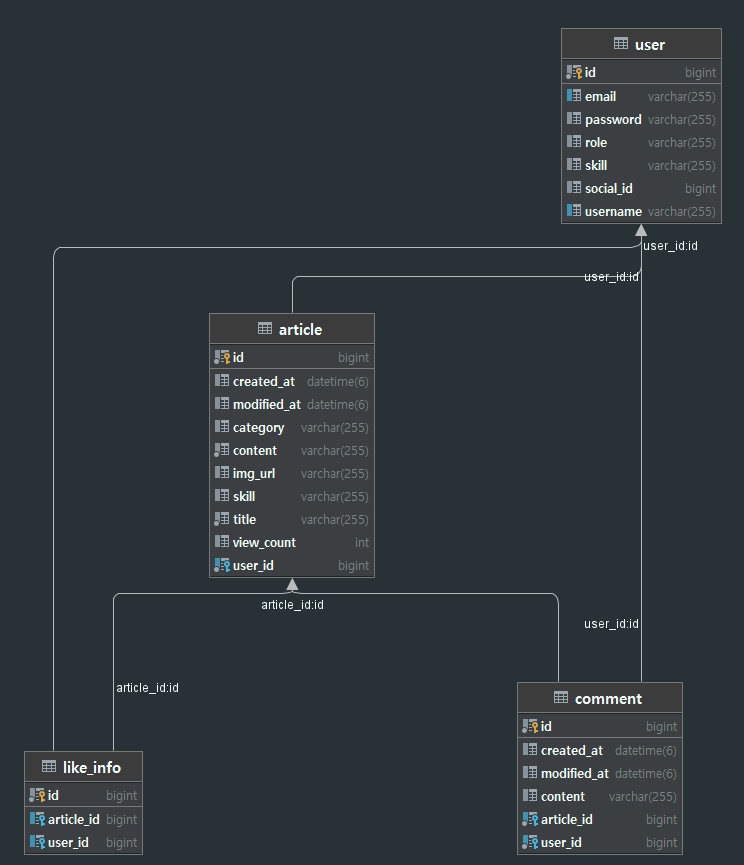 user
id bigint
email varchar(255)
password varchar(255)
role varchar(255)
skill varchar(255)
social_id bigint
username varchar(255)
user_id:id
user_id:id
article
id bigint
created_at datetime(6)
modified_at datetime(6)
category varchar(255)
content varchar(255)
img_url varchar(255)
skill varchar(255)
title varchar(255)
view_count int
user_id bigint
article_id:id
user_id:id
article_id:id
comment
id bigint
created_at datetime(6)
modified_at datetime(6)
content varchar(255)
article_id bigint
user_id bigint
like_info
id bigint
article_id bigint
user_id bigint